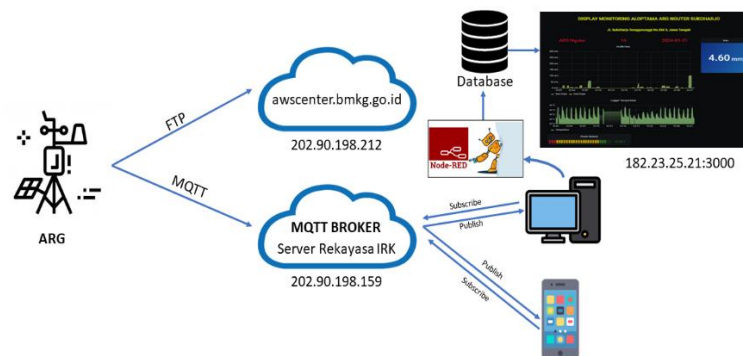 DISPLAY MONITORING ALOPTAMA ARG NGUTER SUKOHARJO
4.60 mm
Database
awscenter.bmkg.go.id
202.90.198.212
FTP
Node-RED
182.23.25.21:3000
MQTT
ARG
MQTT BROKER
Server Rekayasa IRK
202.90.198.159
Subscribe
Publish
Publish
Subscribe